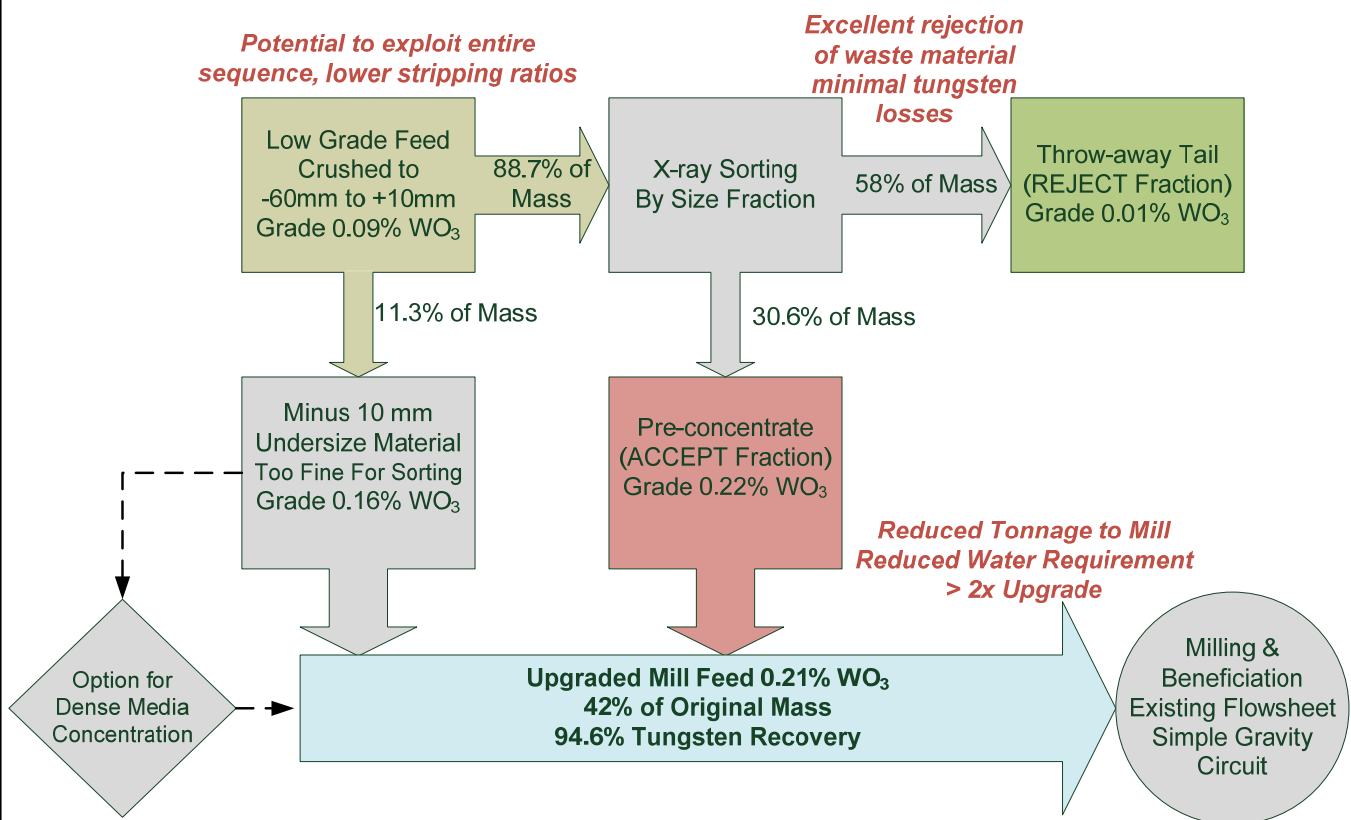 Potential to exploit entire
sequence, lower stripping ratios
Excellent rejection
of waste material
minimal tungsten
losses
Low Grade Feed
Crushed to
-60mm to +10mm
Grade 0.09% WO₃
88.7% of
Mass
X-ray Sorting
By Size Fraction
58% of Mass
Throw-away Tail
(REJECT Fraction)
Grade 0.01% WO₃
11.3% of Mass
30.6% of Mass
Minus 10 mm
Undersize Material
Too Fine For Sorting
Grade 0.16% WO₃
Pre-concentrate
(ACCEPT Fraction)
Grade 0.22% WO₃
Reduced Tonnage to Mill
Reduced Water Requirement
> 2x Upgrade
Option for
Dense Media
Concentration
Upgraded Mill Feed 0.21% WO₃
42% of Original Mass
94.6% Tungsten Recovery
Milling &
Beneficiation
Existing Flowsheet
Simple Gravity
Circuit